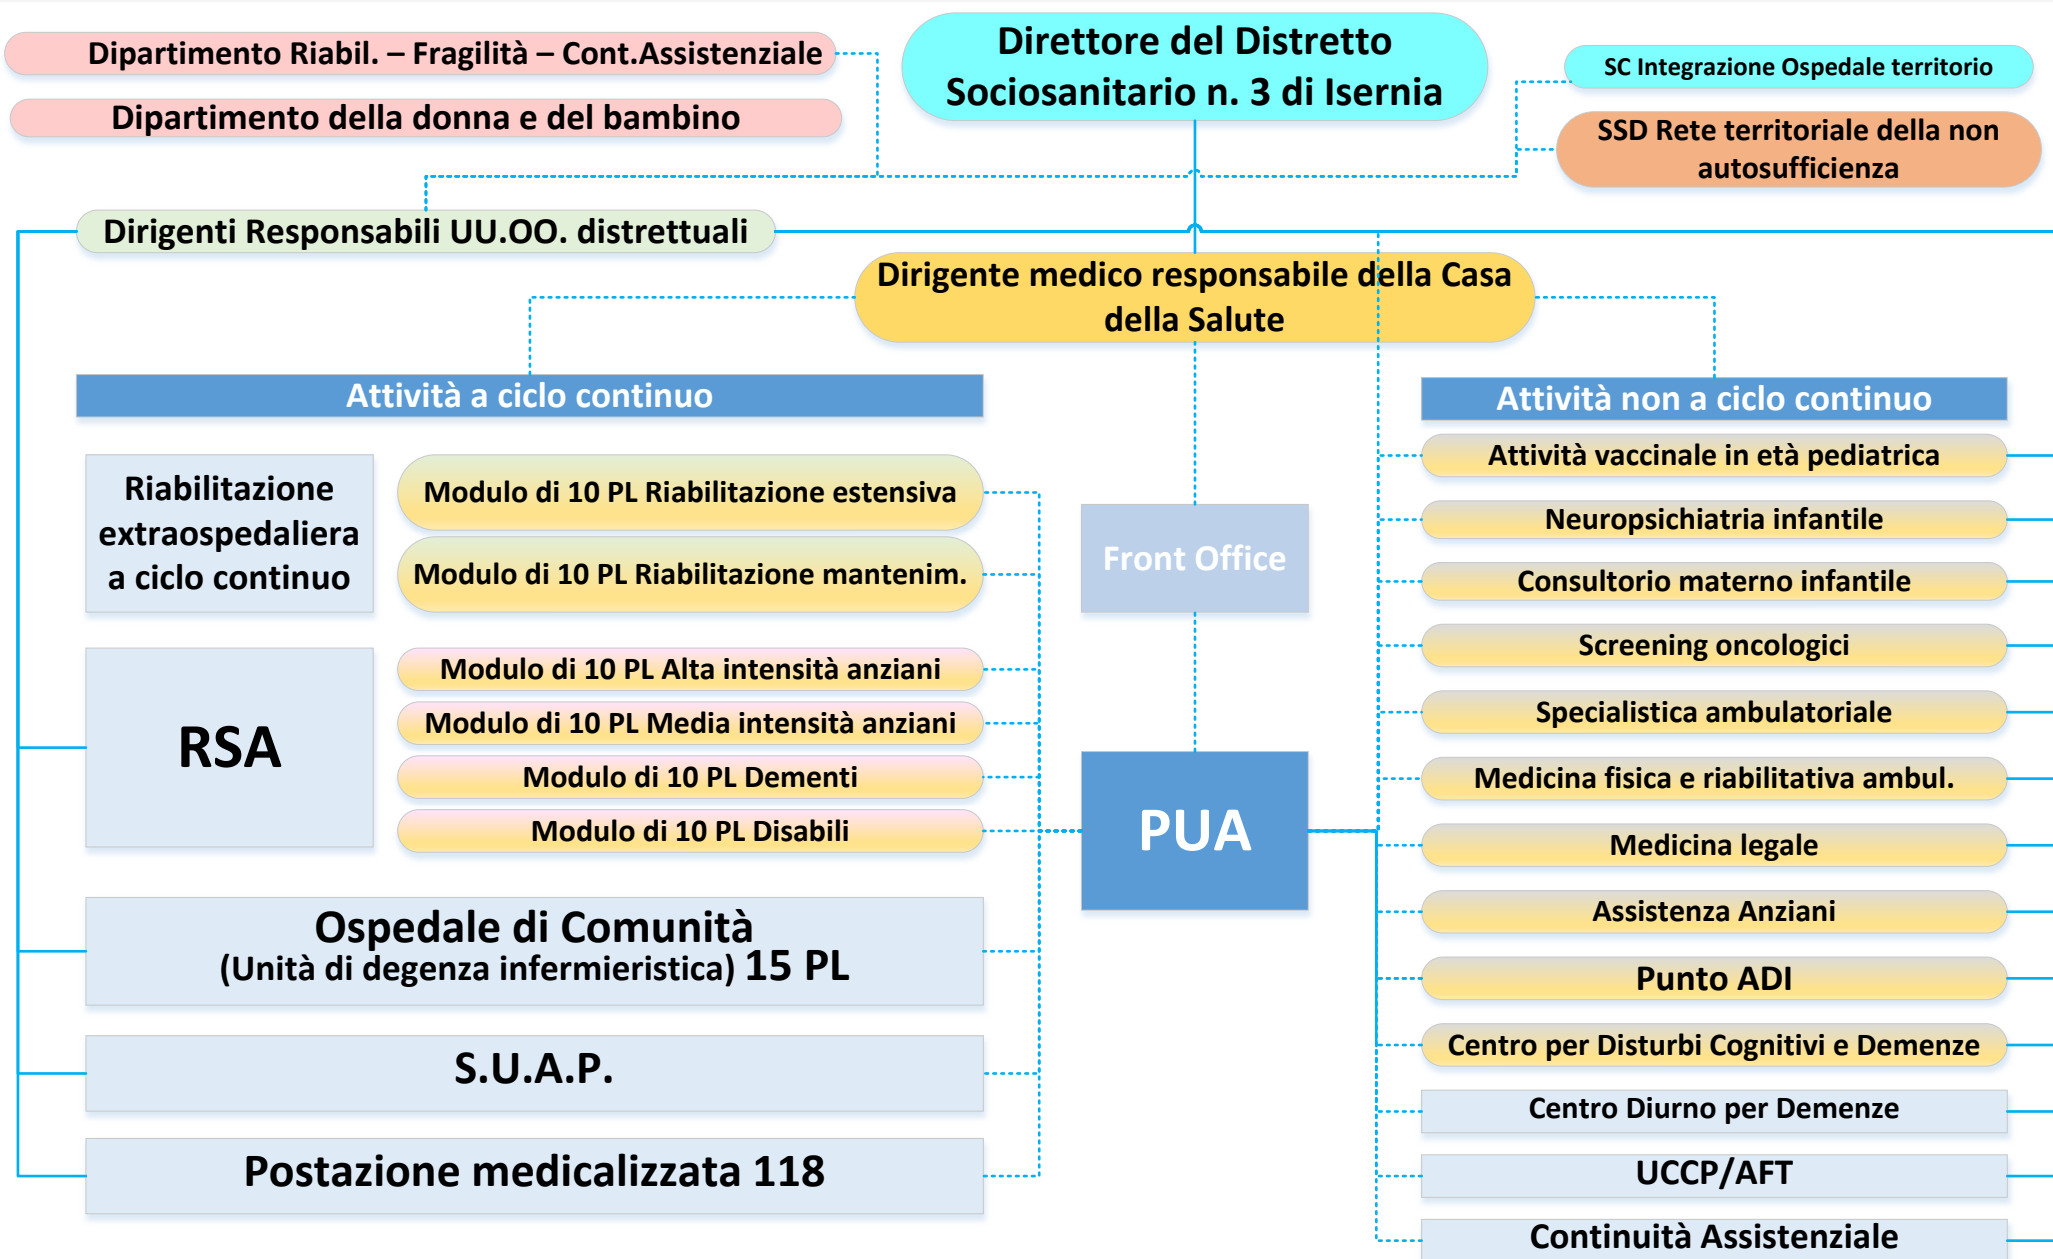 Dipartimento Riabil. – Fragilità – Cont.Assistenziale
Dipartimento della donna e del bambino
Direttore del Distretto
Sociosanitario n. 3 di Isernia
SC Integrazione Ospedale territorio
SSD Rete territoriale della non
autosufficienza
Dirigenti Responsabili UU.OO. distrettuali
Dirigente medico responsabile della Casa
della Salute
Attività a ciclo continuo
Riabilitazione
extraospedaliera
a ciclo continuo
Modulo di 10 PL Riabilitazione estensiva
Modulo di 10 PL Riabilitazione mantenim.
RSA
Modulo di 10 PL Alta intensità anziani
Modulo di 10 PL Media intensità anziani
Modulo di 10 PL Dementi
Modulo di 10 PL Disabili
Ospedale di Comunità
(Unità di degenza infermieristica) 15 PL
S.U.A.P.
Postazione medicalizzata 118
Front Office
PUA
Attività non a ciclo continuo
Attività vaccinale in età pediatrica
Neuropsichiatria infantile
Consultorio materno infantile
Screening oncologici
Specialistica ambulatoriale
Medicina fisica e riabilitativa ambul.
Medicina legale
Assistenza Anziani
Punto ADI
Centro per Disturbi Cognitivi e Demenze
Centro Diurno per Demenze
UCCP/AFT
Continuità Assistenziale